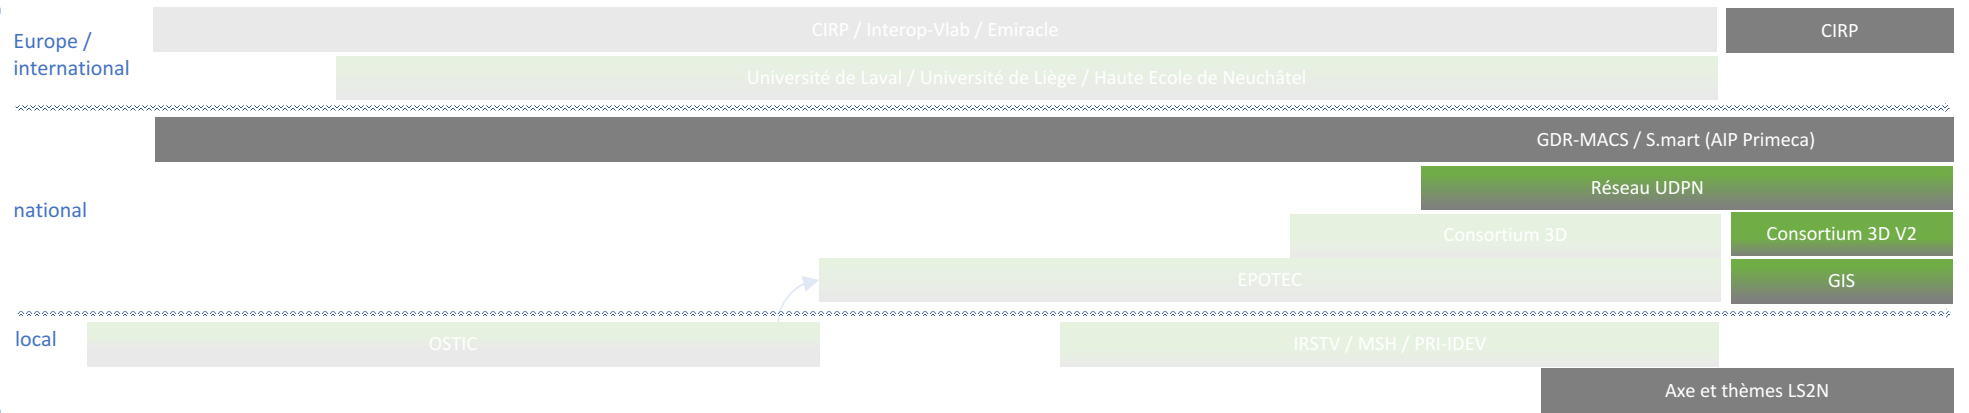 Europe /
international
CIRP / Interop-Vlab / Emiracle
CIRP
Université de Laval / Université de Liège / Haute Ecole de Neuchâtel
GDR-MACS / S.mart (AIP Primeca)
Réseau UDPN
national
Consortium 3D
Consortium 3D V2
EPOTEC
GIS
local
OSTIC
IRSTV / MSH / PRI-IDEV
Axe et thèmes LS2N